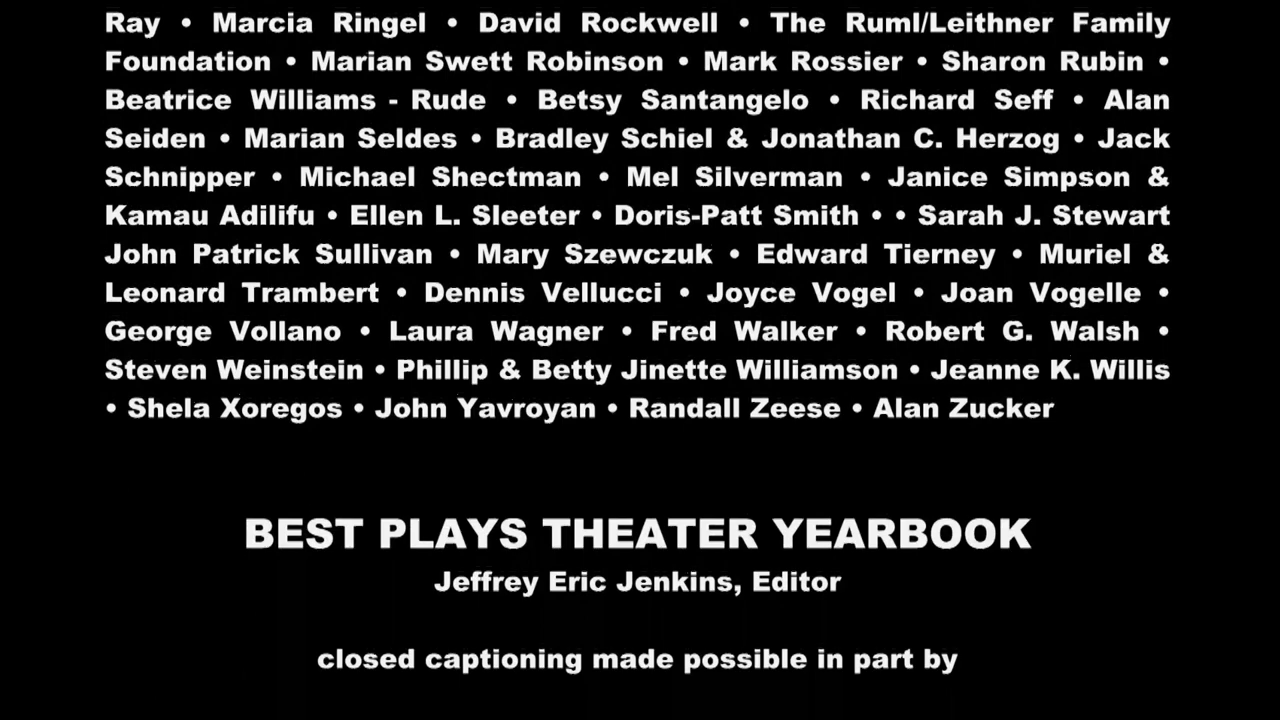 Ray • Marcia Ringel • David Rockwell • The Ruml/Leithner Family
Foundation • Marian Swett Robinson • Mark Rossier • Sharon Rubin •
Beatrice Williams - Rude • Betsy Santangelo • Richard Seff • Alan
Seiden • Marian Seldes • Bradley Schiel & Jonathan C. Herzog • Jack
Schnipper • Michael Shectman • Mel Silverman • Janice Simpson &
Kamau Adilifu • Ellen L. Sleeter • Doris-Patt Smith • • Sarah J. Stewart
John Patrick Sullivan • Mary Szewczuk • Edward Tierney • Muriel &
Leonard Trambert • Dennis Vellucci • Joyce Vogel • Joan Vogelle •
George Vollano • Laura Wagner • Fred Walker • Robert G. Walsh •
Steven Weinstein • Phillip & Betty Jinette Williamson • Jeanne K. Willis
• Shela Xoregos • John Yavroyan • Randall Zeese • Alan Zucker
BEST PLAYS THEATER YEARBOOK
Jeffrey Eric Jenkins, Editor
closed captioning made possible in part by